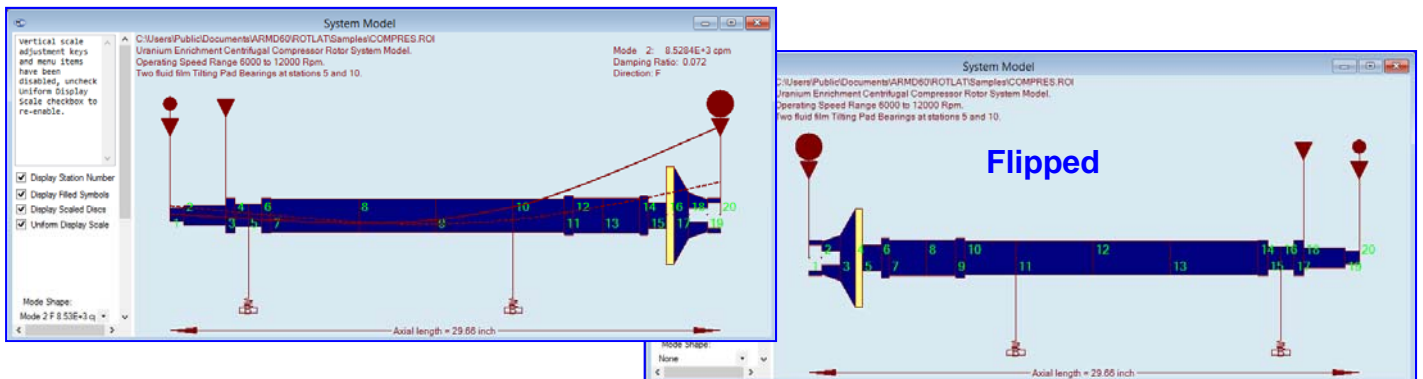 System Model
Vertical scale
adjustment keys
and menu items
have been
disabled, uncheck
Uniform Display
Scale checkbox to
re-enable.
Display Station Number
Display Filled Symbols
Display Scaled Discs
Uniform Display Scale
Mode Shape:
Mode 2 F 8.53E+3 c
C:\Users\Public\Documents\ARMD60\ROTLAT\Samples\COMPRES.ROI
Uranium Enrichment Centrifugal Compressor Rotor System Model.
Operating Speed Range 6000 to 12000 Rpm.
Two fluid film Tilting Pad Bearings at stations 5 and 10.
Mode 2: 8.5284E+3 cpm
Damping Ratio: 0.072
Direction: F
2 4 6 8 10 12 14 16 18 20
1 3 5 7 9 11 13 15 17 19
B B
Axial length = 29.66 inch
System Model
C:\Users\Public\Documents\ARMD60\ROTLAT\Samples\COMPRES.ROI
Uranium Enrichment Centrifugal Compressor Rotor System Model.
Operating Speed Range 6000 to 12000 Rpm.
Two fluid film Tilting Pad Bearings at stations 5 and 10.
Flipped
2 4 6 8 10 12 14 16 18 20
1 3 5 7 9 11 13 15 17 19
B B
Mode Shape:
None
Axial length = 29.66 inch